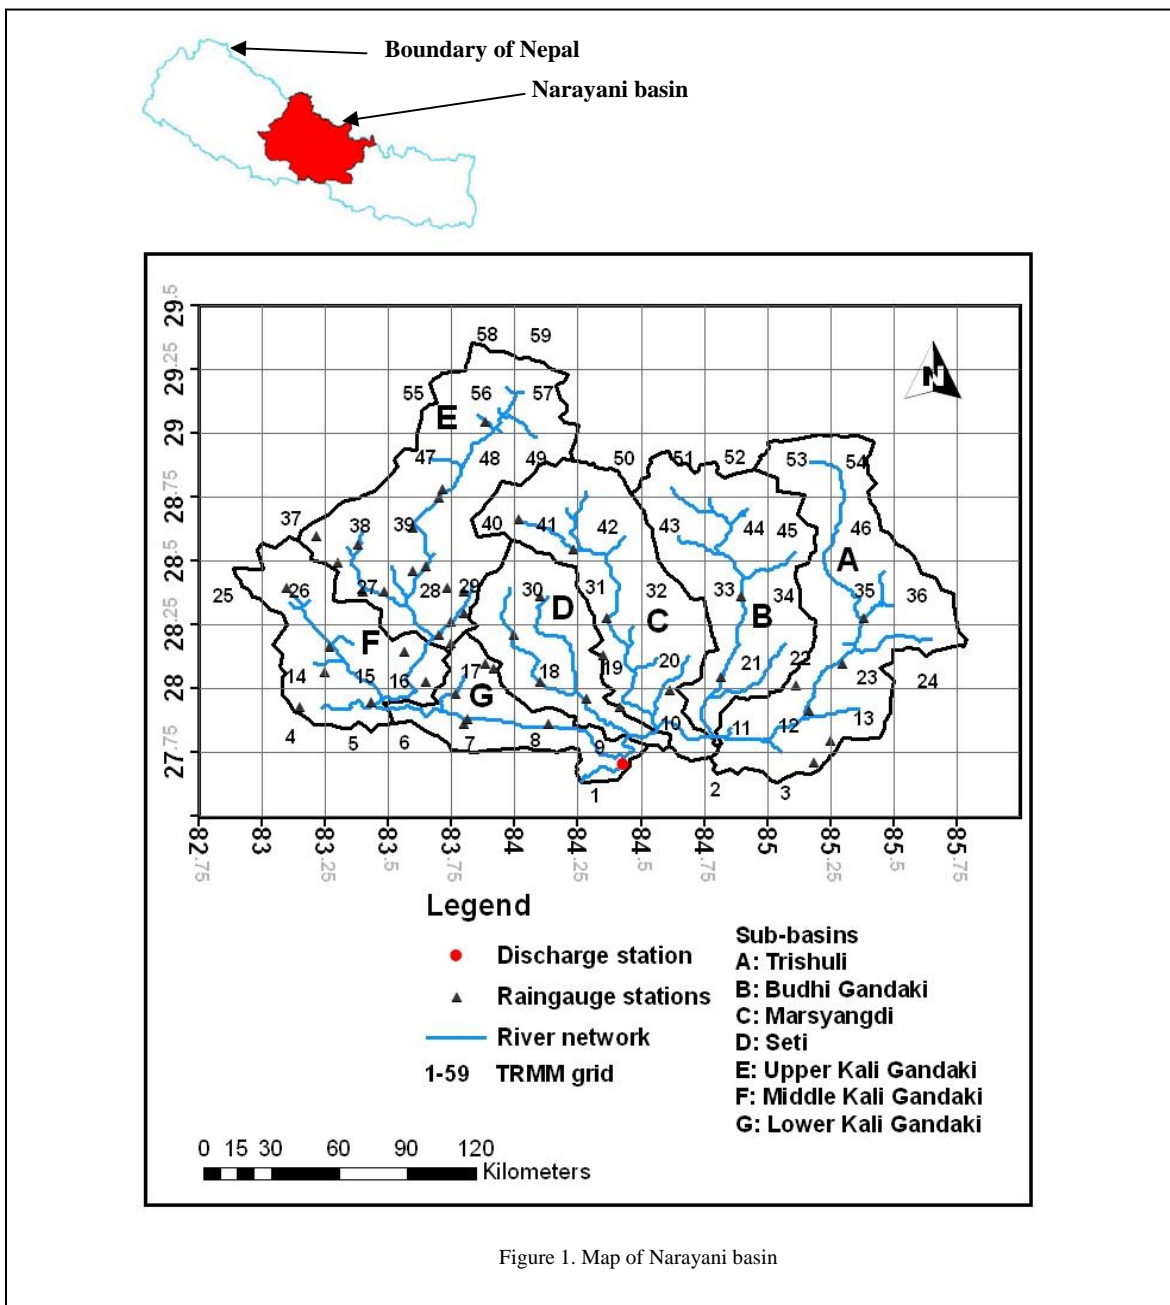 Boundary of Nepal
Narayani basin
58 59
55 56 57
E
47 48 49 50 51 52 53 54
37 38 39 40 41 42 43 44 45 46
A
25 26 27 28 29 30 31 32 33 34 35 36
F D C B
14 15 16 17 18 19 20 21 22 23 24
G
4 5 6 7 8 9 10 11 12 13
1 2 3
N
29.5
29.25
29
28.75
28.5
28.25
28
27.75
82.75 83 83.25 83.5 83.75 84 84.25 84.5 84.75 85 85.25 85.5 85.75
Legend
Discharge station
Raingauge stations
River network
1-59 TRMM grid
Sub-basins
A: Trishuli
B: Budhi Gandaki
C: Marsyangdi
D: Seti
E: Upper Kali Gandaki
F: Middle Kali Gandaki
G: Lower Kali Gandaki
0 15 30 60 90 120
Kilometers
Figure 1. Map of Narayani basin